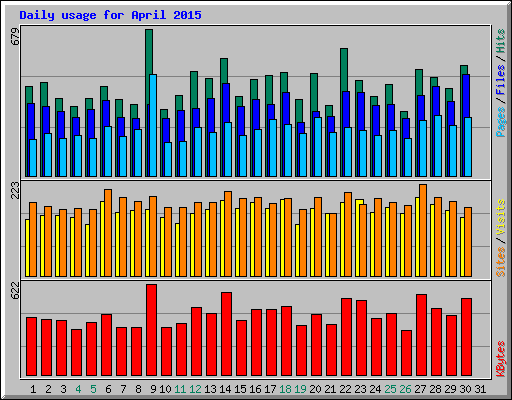 Daily usage for April 2015
679
Pages / Files / Hits
223
Sites / Visits
622
KBytes
1 2 3 4 5 6 7 8 9 10 11 12 13 14 15 16 17 18 19 20 21 22 23 24 25 26 27 28 29 30 31